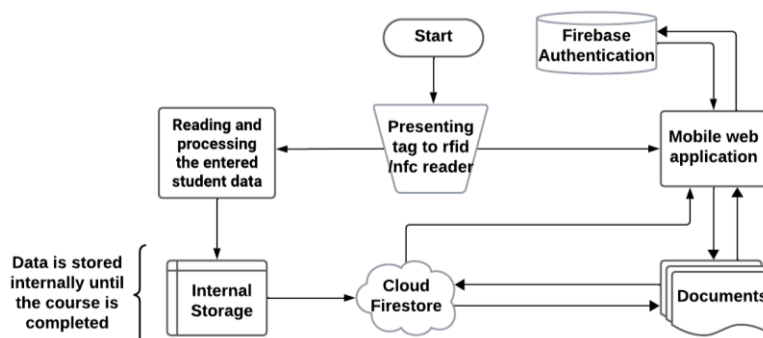 Start
Firebase
Authentication
Reading and
processing
the entered
student data
Presenting
tag to rfid
/nfc reader
Mobile web
application
Data is stored
internally until
the course is
completed
Internal
Storage
Cloud
Firestore
Documents